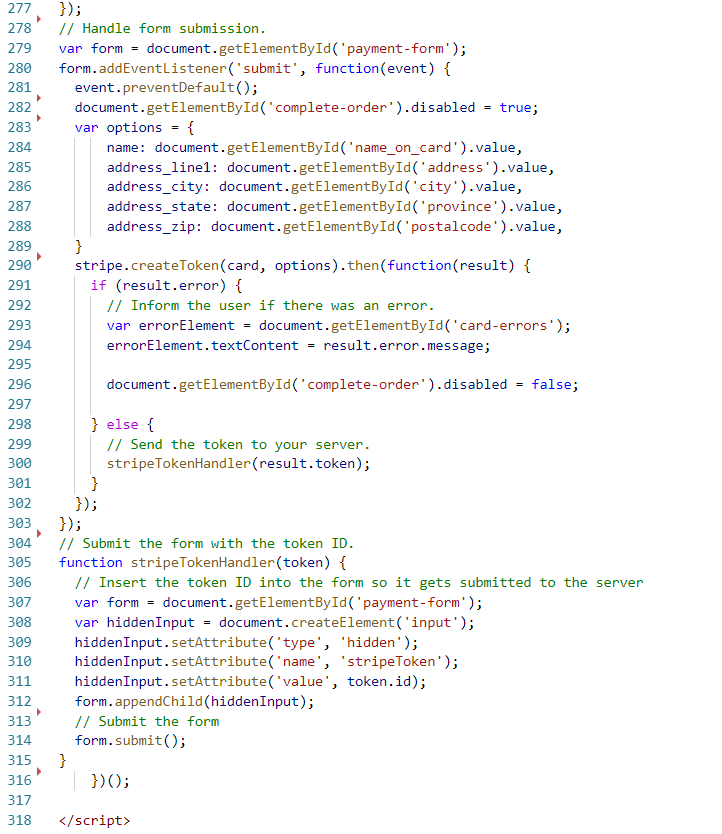 277 });
278 // Handle form submission.
279 var form = document.getElementById('payment-form');
280 form.addEventListener('submit', function(event) {
281   event.preventDefault();
282   document.getElementById('complete-order').disabled = true;
283   var options = {
284       name: document.getElementById('name_on_card').value,
285       address_line1: document.getElementById('address').value,
286       address_city: document.getElementById('city').value,
287       address_state: document.getElementById('province').value,
288       address_zip: document.getElementById('postalcode').value,
289   }
290   stripe.createToken(card, options).then(function(result) {
291     if (result.error) {
292       // Inform the user if there was an error.
293       var errorElement = document.getElementById('card-errors');
294       errorElement.textContent = result.error.message;
295
296       document.getElementById('complete-order').disabled = false;
297
298     } else {
299       // Send the token to your server.
300       stripeTokenHandler(result.token);
301     }
302   });
303 });
304 // Submit the form with the token ID.
305 function stripeTokenHandler(token) {
306   // Insert the token ID into the form so it gets submitted to the server
307   var form = document.getElementById('payment-form');
308   var hiddenInput = document.createElement('input');
309   hiddenInput.setAttribute('type', 'hidden');
310   hiddenInput.setAttribute('name', 'stripeToken');
311   hiddenInput.setAttribute('value', token.id);
312   form.appendChild(hiddenInput);
313   // Submit the form
314   form.submit();
315 }
316     })();
317
318 </script>